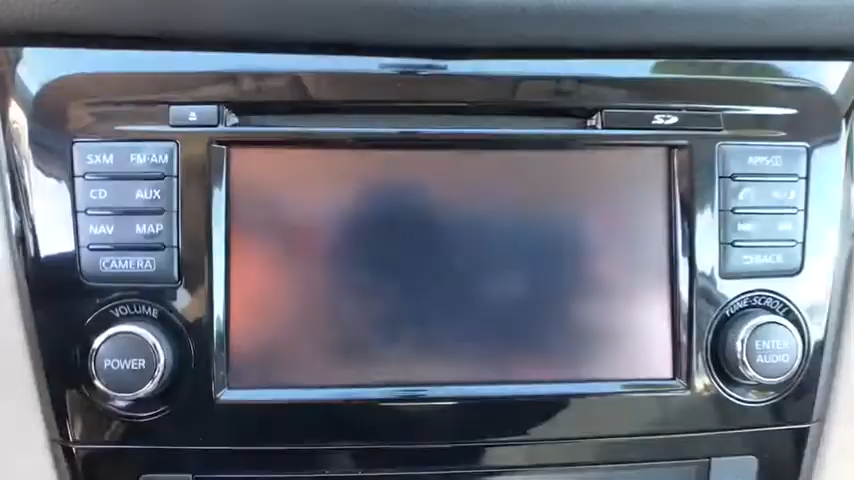 SD
SXM FM·AM
CD AUX
NAV MAP
CAMERA
VOLUME
POWER
APPS
BACK
TUNE·SCROLL
ENTER
AUDIO